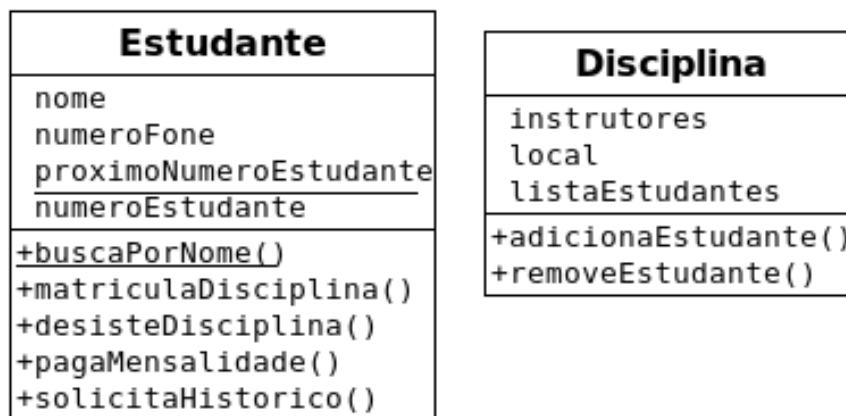 Estudante
nome
numeroFone
proximoNumeroEstudante
numeroEstudante
+buscaPorNome()
+matriculaDisciplina()
+desisteDisciplina()
+pagaMensalidade()
+solicitaHistorico()
Disciplina
instrutores
local
listaEstudantes
+adicionaEstudante()
+removeEstudante()